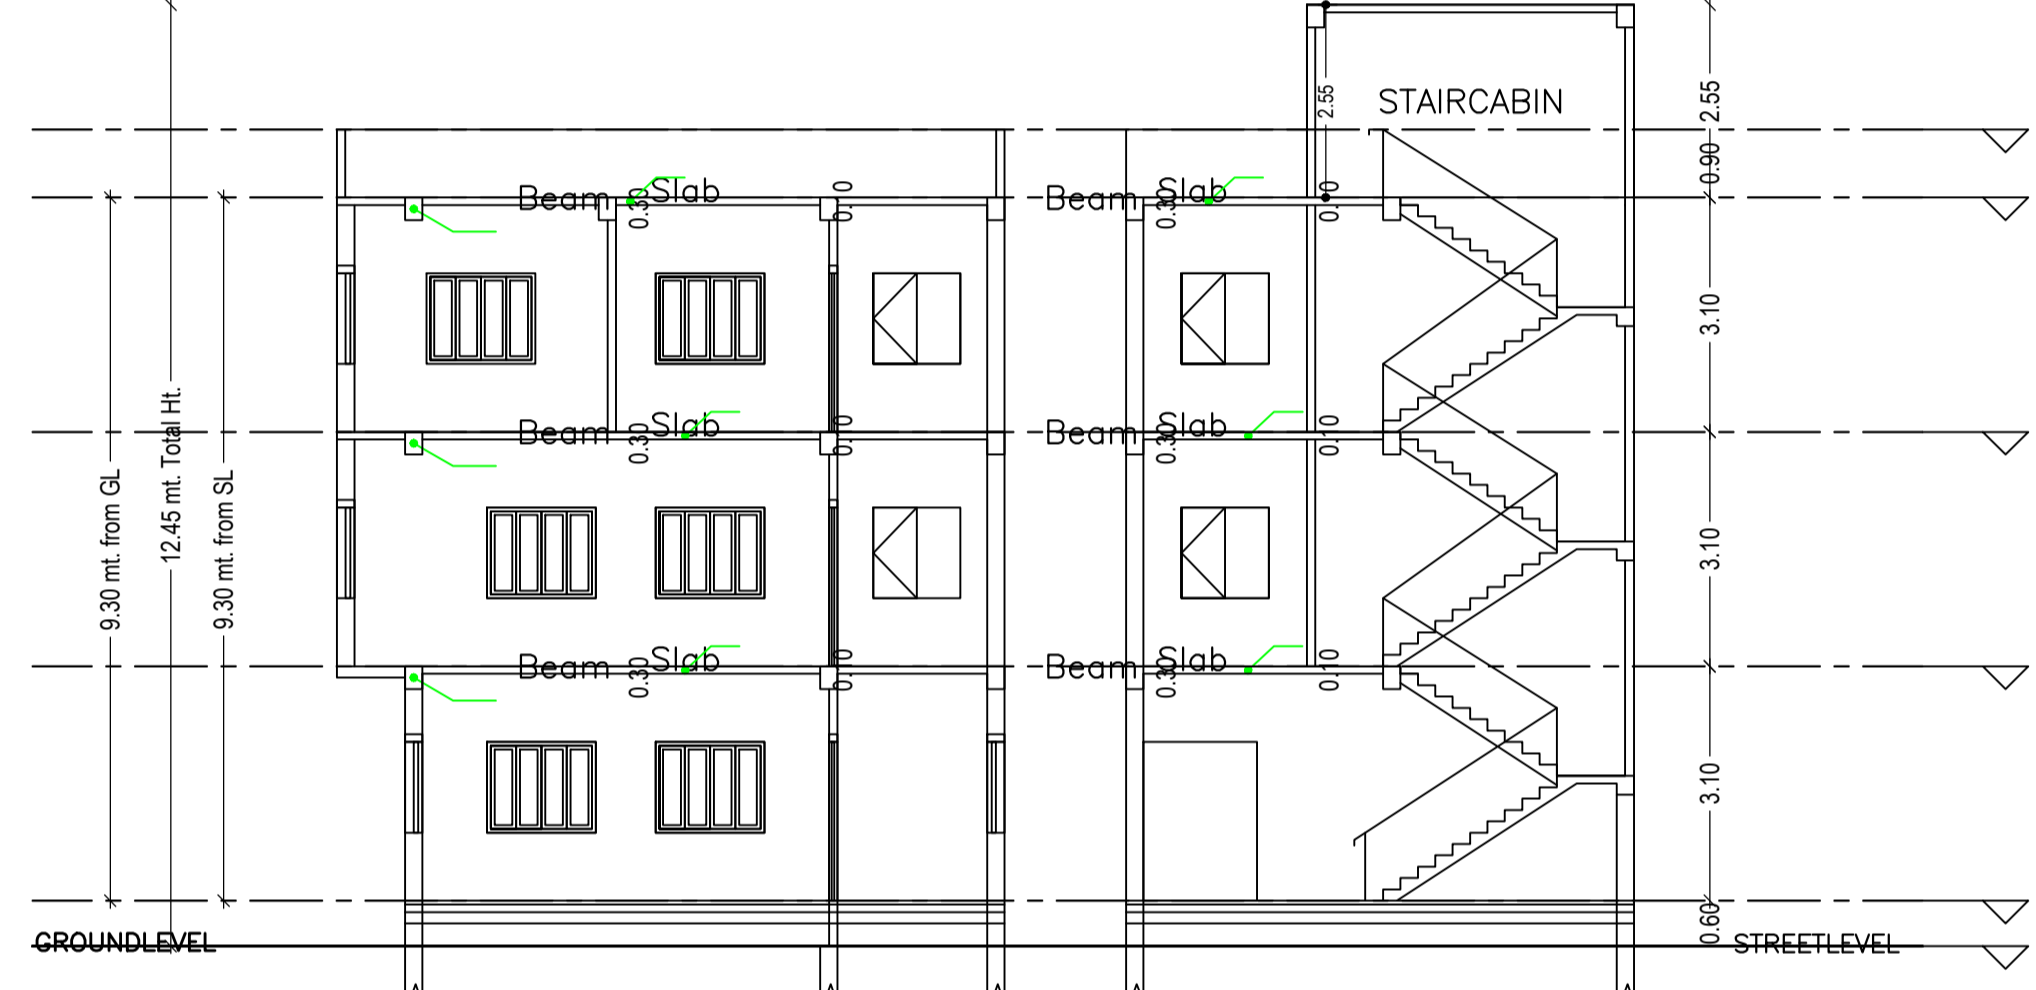 STAIRCABIN
2.55
2.55
0.90
Beam
Slab
0.30
0.10
Beam
Slab
0.30
0.10
3.10
Beam
Slab
0.30
0.10
Beam
Slab
0.30
0.10
3.10
Beam
Slab
0.30
0.10
Beam
Slab
0.30
0.10
3.10
9.30 mt. from GL
12.45 mt. Total Ht.
9.30 mt. from SL
0.60
GROUNDLEVEL
STREETLEVEL